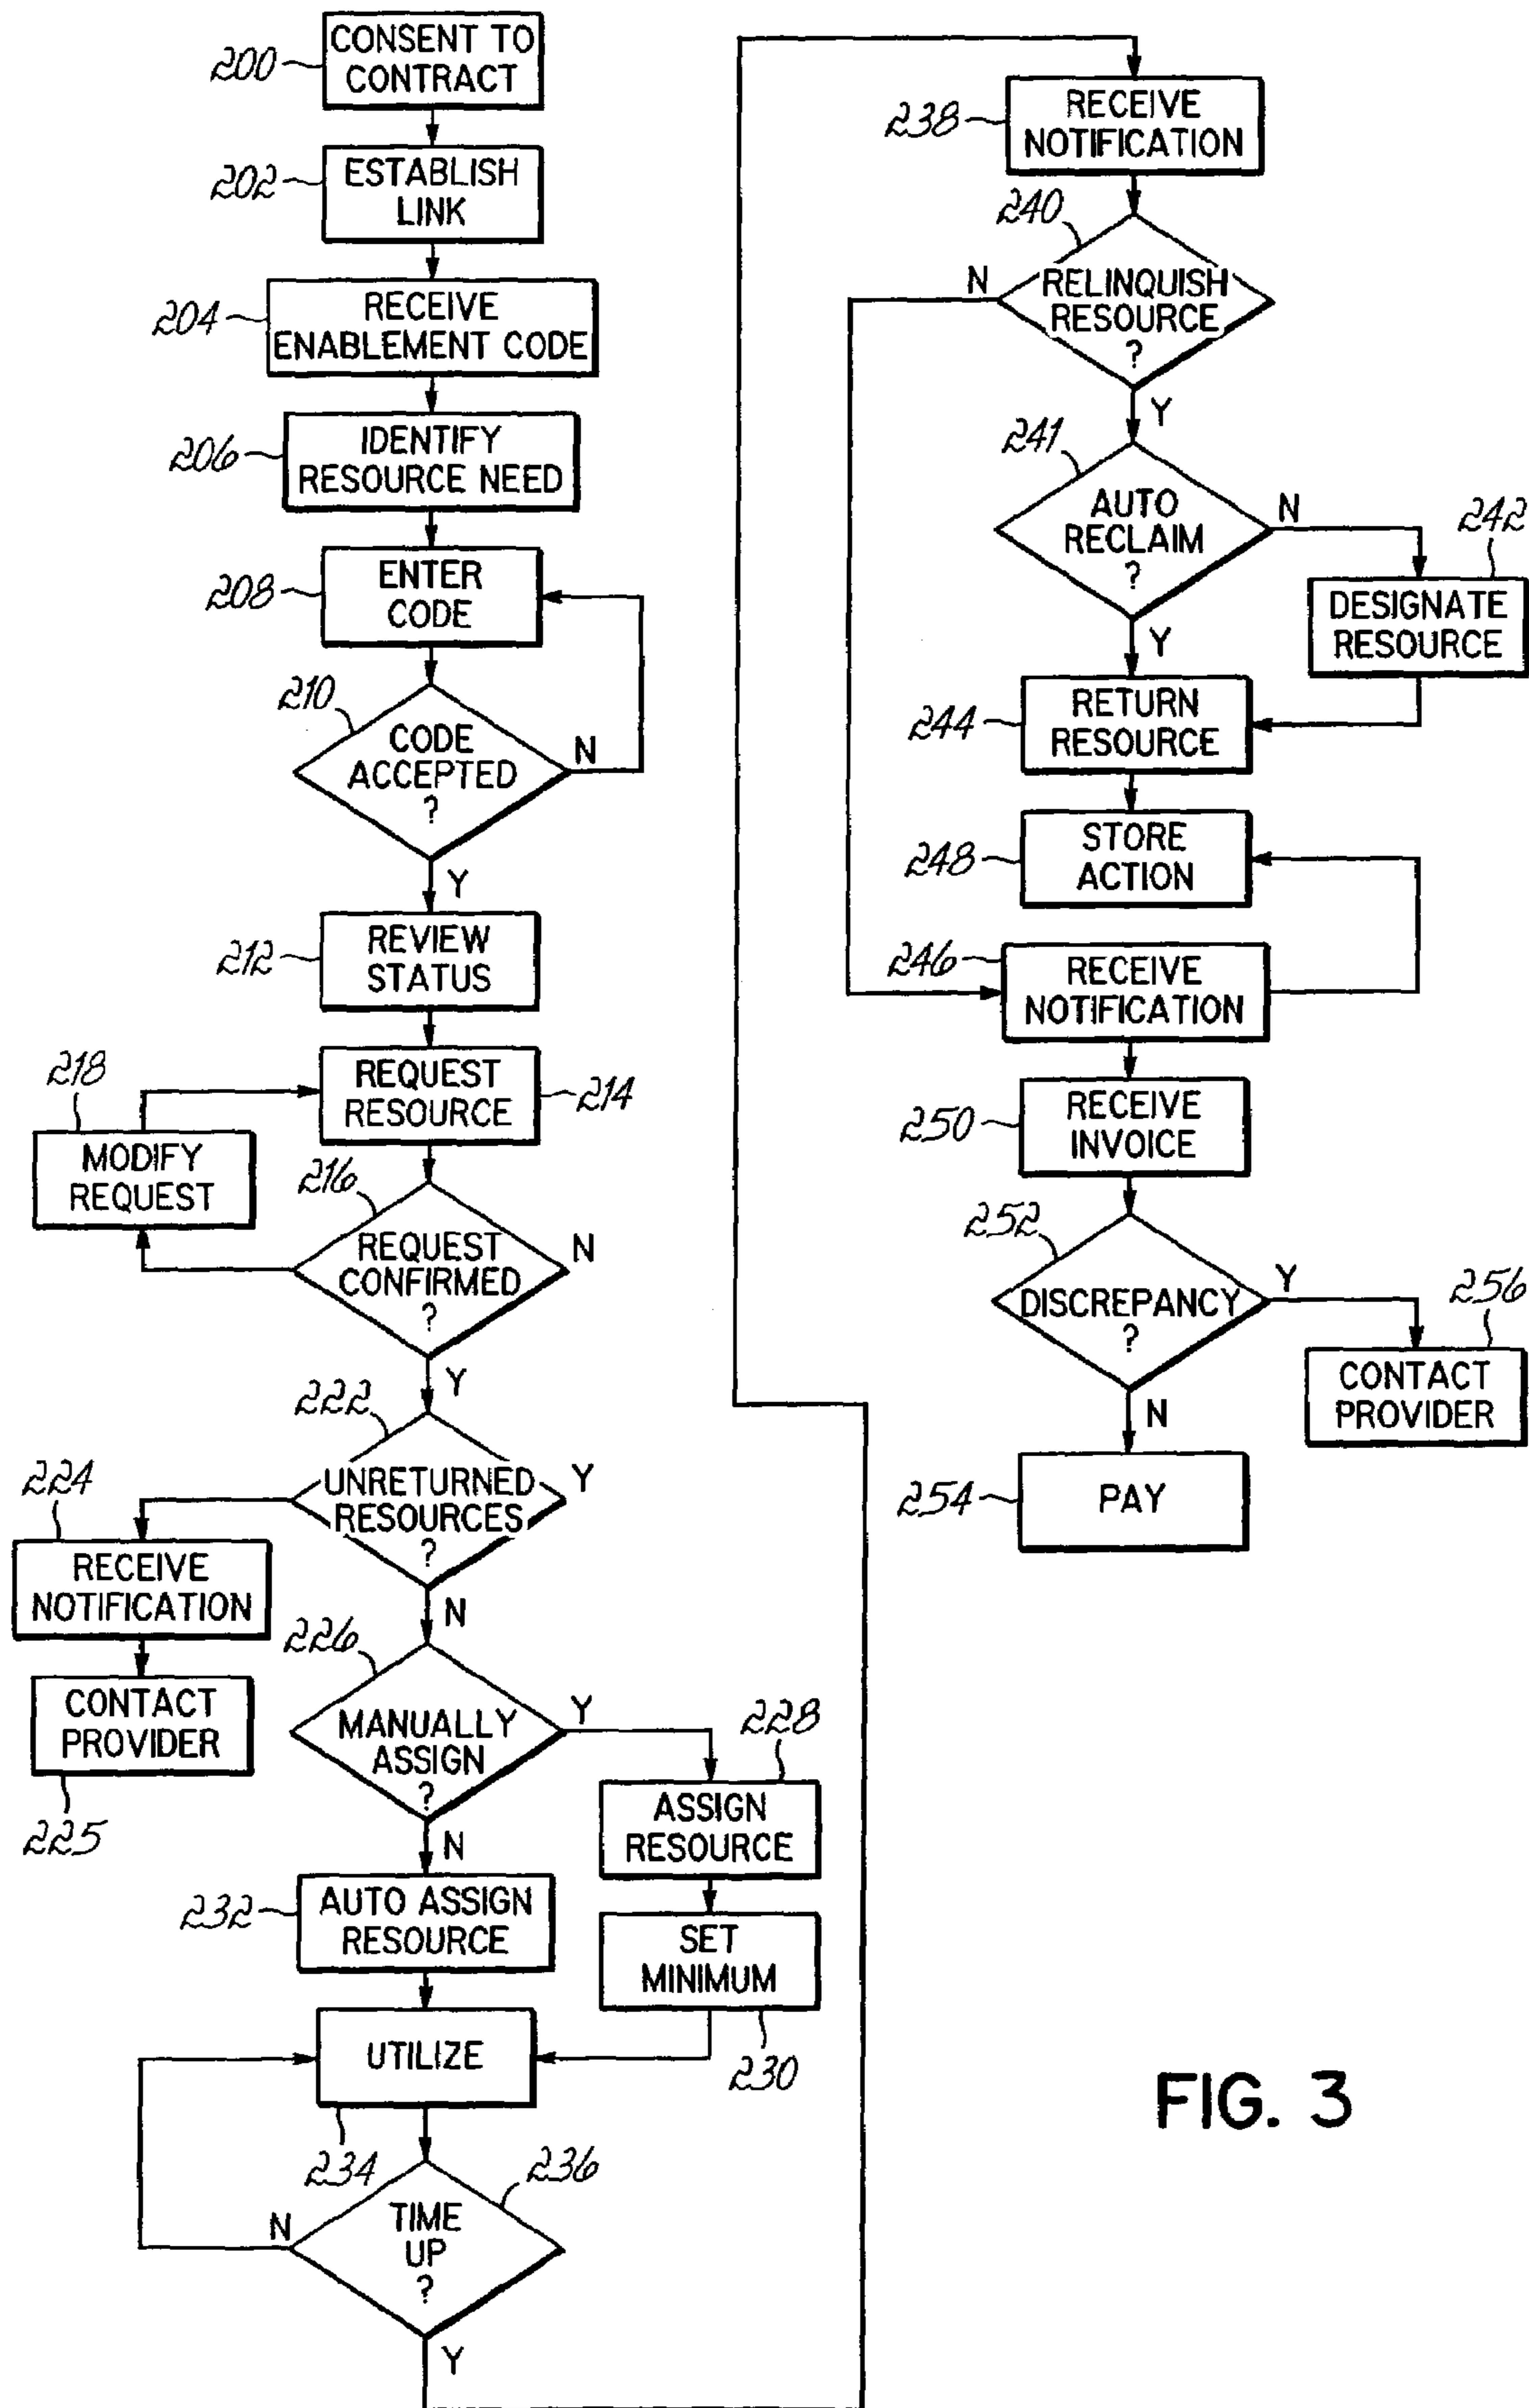 200
CONSENT TO
CONTRACT
202
ESTABLISH
LINK
204
RECEIVE
ENABLEMENT CODE
206
IDENTIFY
RESOURCE NEED
208
ENTER
CODE
210
CODE
ACCEPTED
?
N
Y
212
REVIEW
STATUS
REQUEST
RESOURCE
214
218
MODIFY
REQUEST
216
REQUEST
CONFIRMED
?
N
Y
222
UNRETURNED
RESOURCES
?
Y
N
224
RECEIVE
NOTIFICATION
CONTACT
PROVIDER
225
226
MANUALLY
ASSIGN
?
Y
N
228
ASSIGN
RESOURCE
SET
MINIMUM
230
232
AUTO ASSIGN
RESOURCE
UTILIZE
234
236
TIME
UP
?
N
Y
238
RECEIVE
NOTIFICATION
240
RELINQUISH
RESOURCE
?
N
Y
241
AUTO
RECLAIM
?
N
Y
242
DESIGNATE
RESOURCE
244
RETURN
RESOURCE
248
STORE
ACTION
246
RECEIVE
NOTIFICATION
250
RECEIVE
INVOICE
252
DISCREPANCY
?
Y
N
256
CONTACT
PROVIDER
254
PAY
FIG. 3